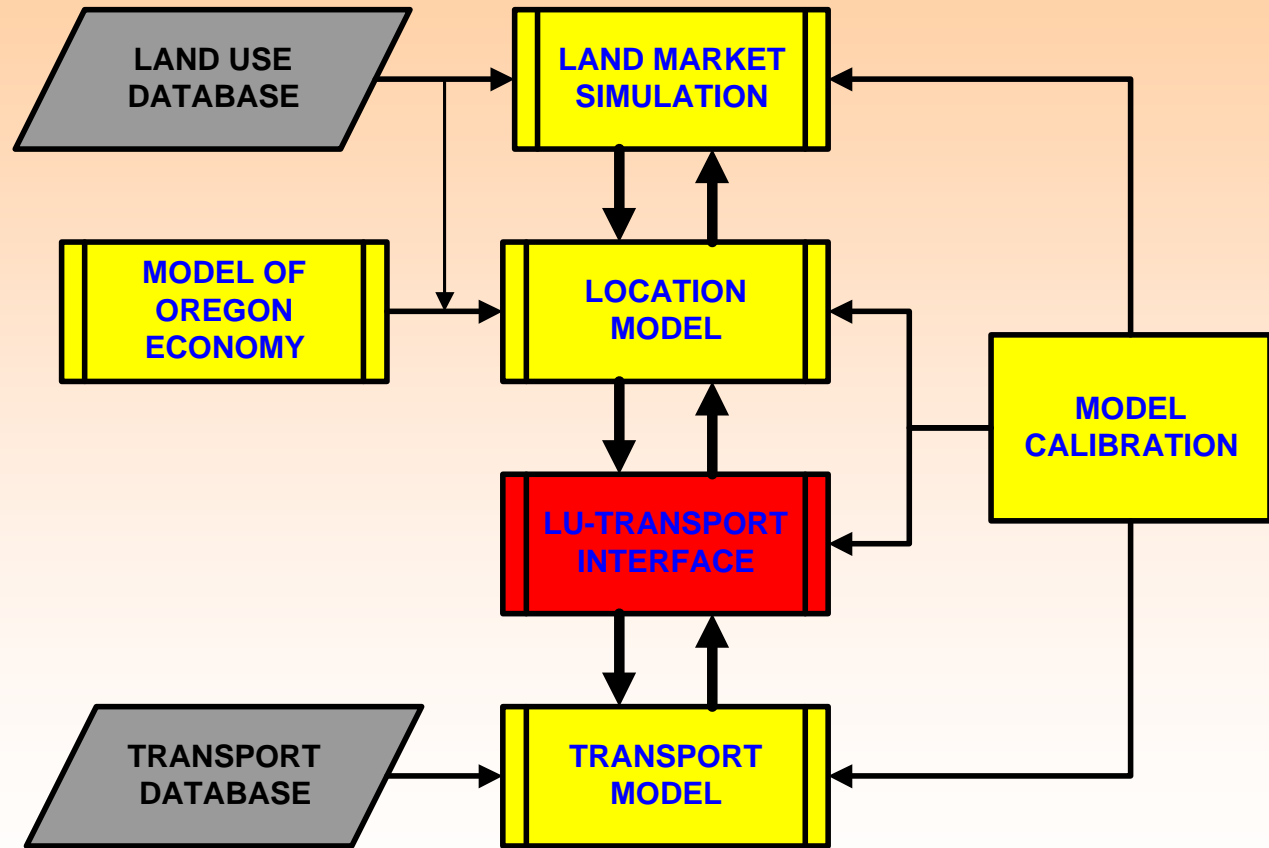 LAND USE
DATABASE
LAND MARKET
SIMULATION
MODEL OF
OREGON
ECONOMY
LOCATION
MODEL
MODEL
CALIBRATION
LU-TRANSPORT
INTERFACE
TRANSPORT
DATABASE
TRANSPORT
MODEL